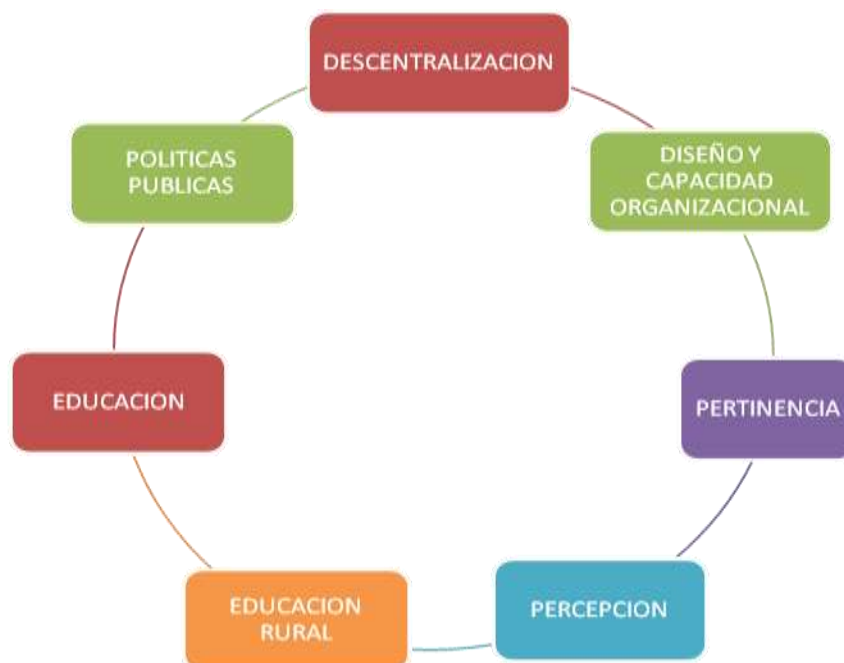 DESCENTRALIZACION
DISEÑO Y
CAPACIDAD
ORGANIZACIONAL
PERTINENCIA
PERCEPCION
EDUCACION
RURAL
EDUCACION
POLITICAS
PUBLICAS